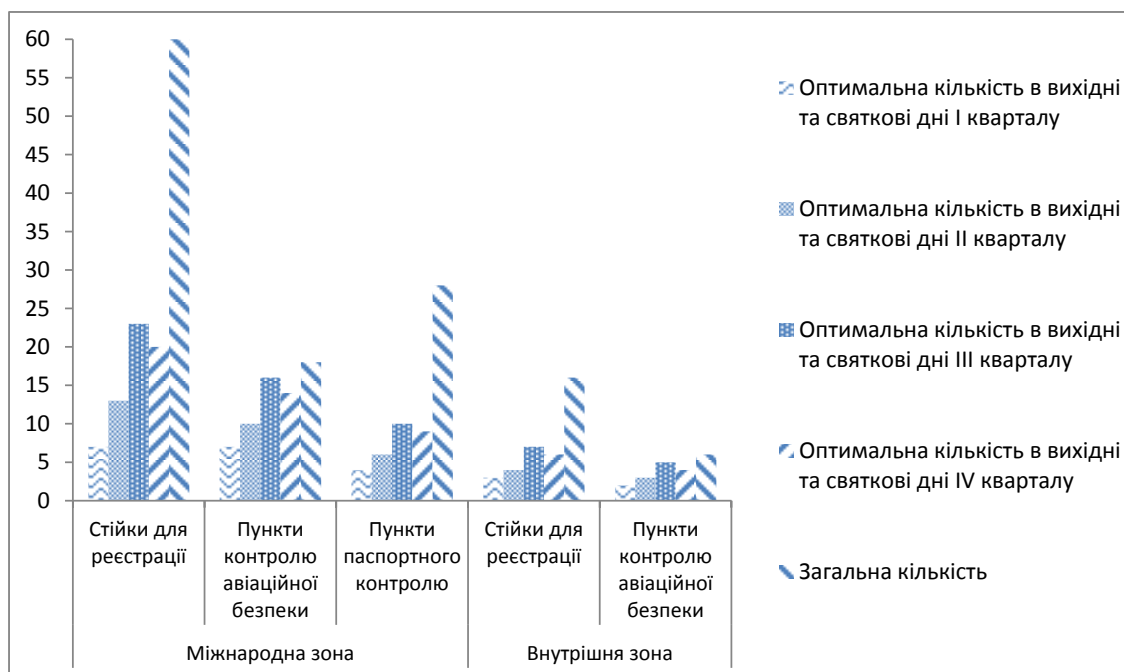 60
55
50
45
40
35
30
25
20
15
10
5
0
Стійки для
реєстрації
Пункти
контролю
авіаційної
безпеки
Пункти
паспортного
контролю
Стійки для
реєстрації
Пункти
контролю
авіаційної
безпеки
Міжнародна зона
Внутрішня зона
Оптимальна кількість в вихідні
та святкові дні I кварталу
Оптимальна кількість в вихідні
та святкові дні II кварталу
Оптимальна кількість в вихідні
та святкові дні III кварталу
Оптимальна кількість в вихідні
та святкові дні IV кварталу
Загальна кількість